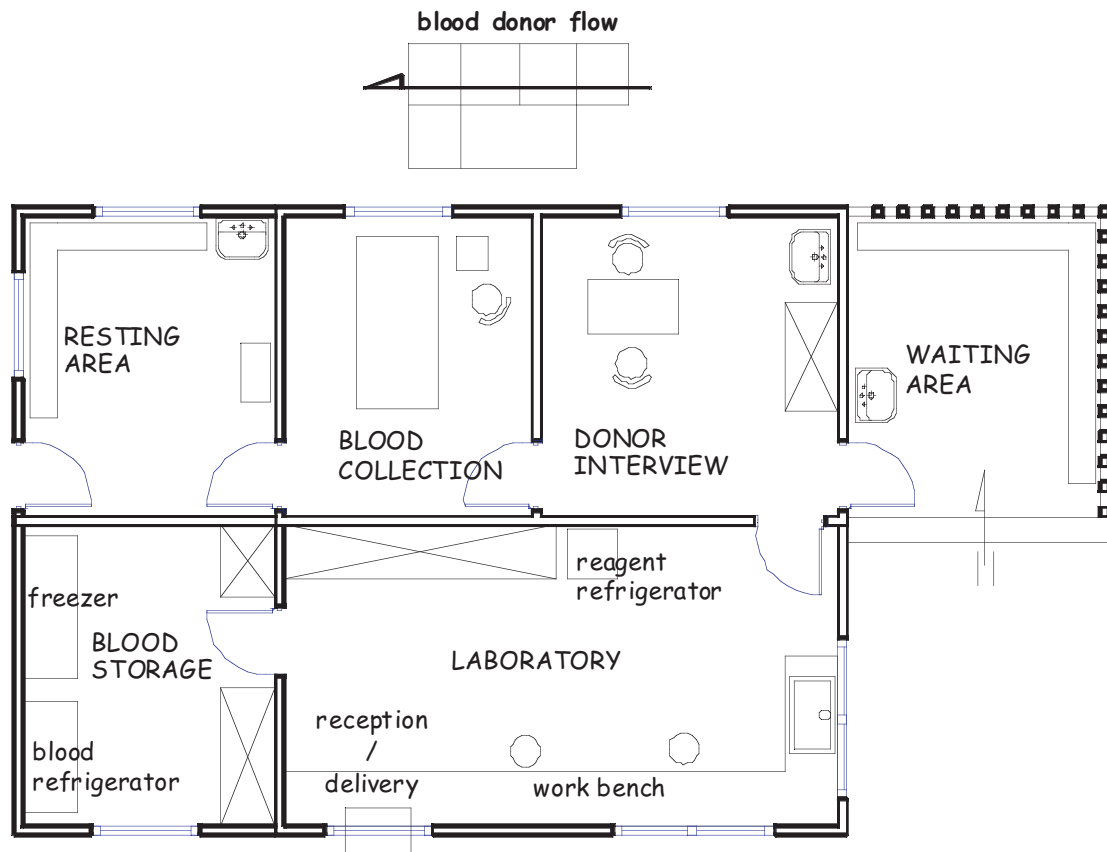 blood donor flow
RESTING
AREA
BLOOD
COLLECTION
DONOR
INTERVIEW
WAITING
AREA
freezer
BLOOD
STORAGE
blood
refrigerator
reagent
refrigerator
LABORATORY
reception
/
delivery
work bench